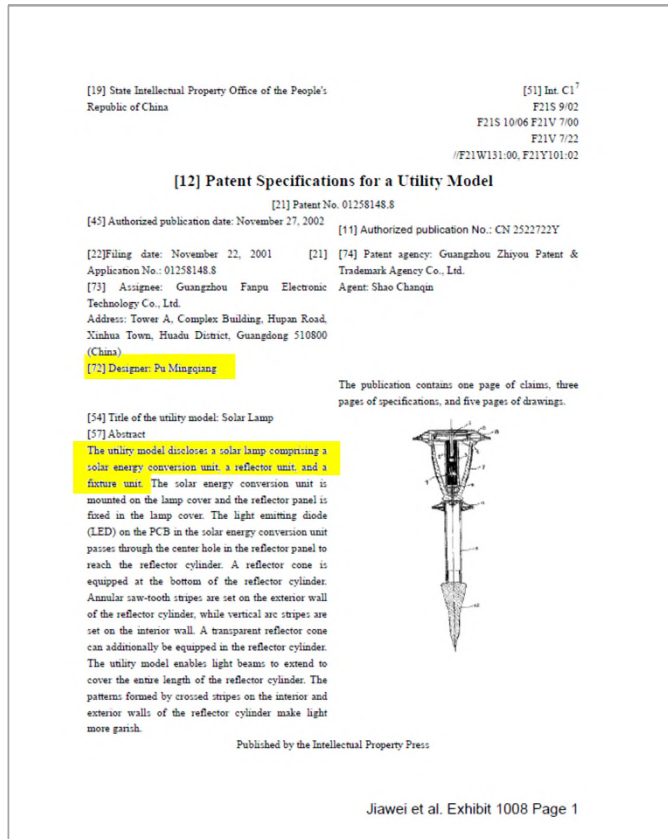 [19] State Intellectual Property Office of the People's
Republic of China
[51] Int. C1⁷
F21S 9/02
F21S 10/06 F21V 7/00
F21V 7/22
//F21W131:00, F21Y101:02
[12] Patent Specifications for a Utility Model
[21] Patent No. 01258148.8
[45] Authorized publication date: November 27, 2002
[11] Authorized publication No.: CN 2522722Y
[22]Filing date: November 22, 2001 [21]
Application No.: 01258148.8
[73] Assignee: Guangzhou Fanpu Electronic
Technology Co., Ltd.
Address: Tower A, Complex Building, Hupan Road,
Xinhua Town, Huadu District, Guangdong 510800
(China)
[72] Designer: Pu Mingqiang
[74] Patent agency: Guangzhou Zhiyou Patent &
Trademark Agency Co., Ltd.
Agent: Shao Chanqin
The publication contains one page of claims, three
pages of specifications, and five pages of drawings.
[54] Title of the utility model: Solar Lamp
[57] Abstract
The utility model discloses a solar lamp comprising a
solar energy conversion unit, a reflector unit, and a
fixture unit. The solar energy conversion unit is
mounted on the lamp cover and the reflector panel is
fixed in the lamp cover. The light emitting diode
(LED) on the PCB in the solar energy conversion unit
passes through the center hole in the reflector panel to
reach the reflector cylinder. A reflector cone is
equipped at the bottom of the reflector cylinder.
Annular saw-tooth stripes are set on the exterior wall
of the reflector cylinder, while vertical arc stripes are
set on the interior wall. A transparent reflector cone
can additionally be equipped in the reflector cylinder.
The utility model enables light beams to extend to
cover the entire length of the reflector cylinder. The
patterns formed by crossed stripes on the interior and
exterior walls of the reflector cylinder make light
more garish.
Published by the Intellectual Property Press
Jiawei et al. Exhibit 1008 Page 1